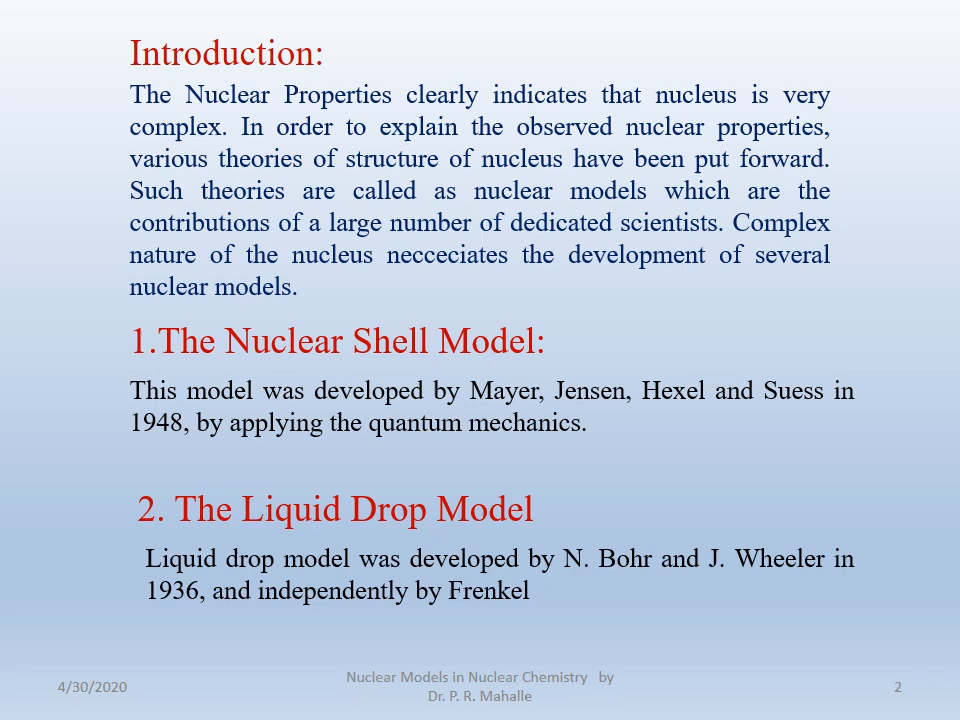 Introduction:
The Nuclear Properties clearly indicates that nucleus is very
complex. In order to explain the observed nuclear properties,
various theories of structure of nucleus have been put forward.
Such theories are called as nuclear models which are the
contributions of a large number of dedicated scientists. Complex
nature of the nucleus necceciates the development of several
nuclear models.
1.The Nuclear Shell Model:
This model was developed by Mayer, Jensen, Hexel and Suess in
1948, by applying the quantum mechanics.
2. The Liquid Drop Model
Liquid drop model was developed by N. Bohr and J. Wheeler in
1936, and independently by Frenkel
4/30/2020
Nuclear Models in Nuclear Chemistry by
Dr. P. R. Mahalle
2